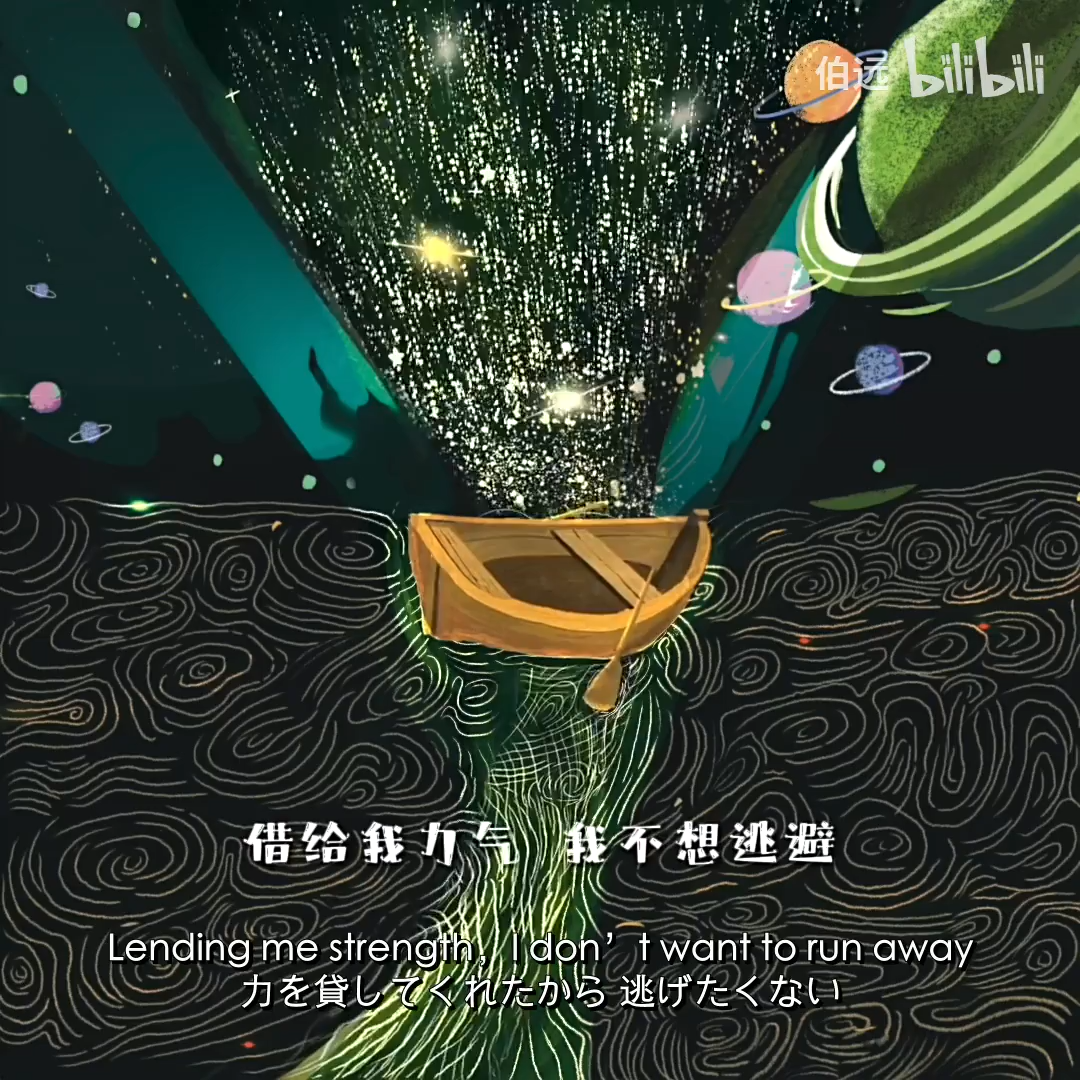 伯远 bilibili
借给我力气 我不想逃避
Lending me strength, I don't want to run away
力を貸してくれたから 逃げたくない